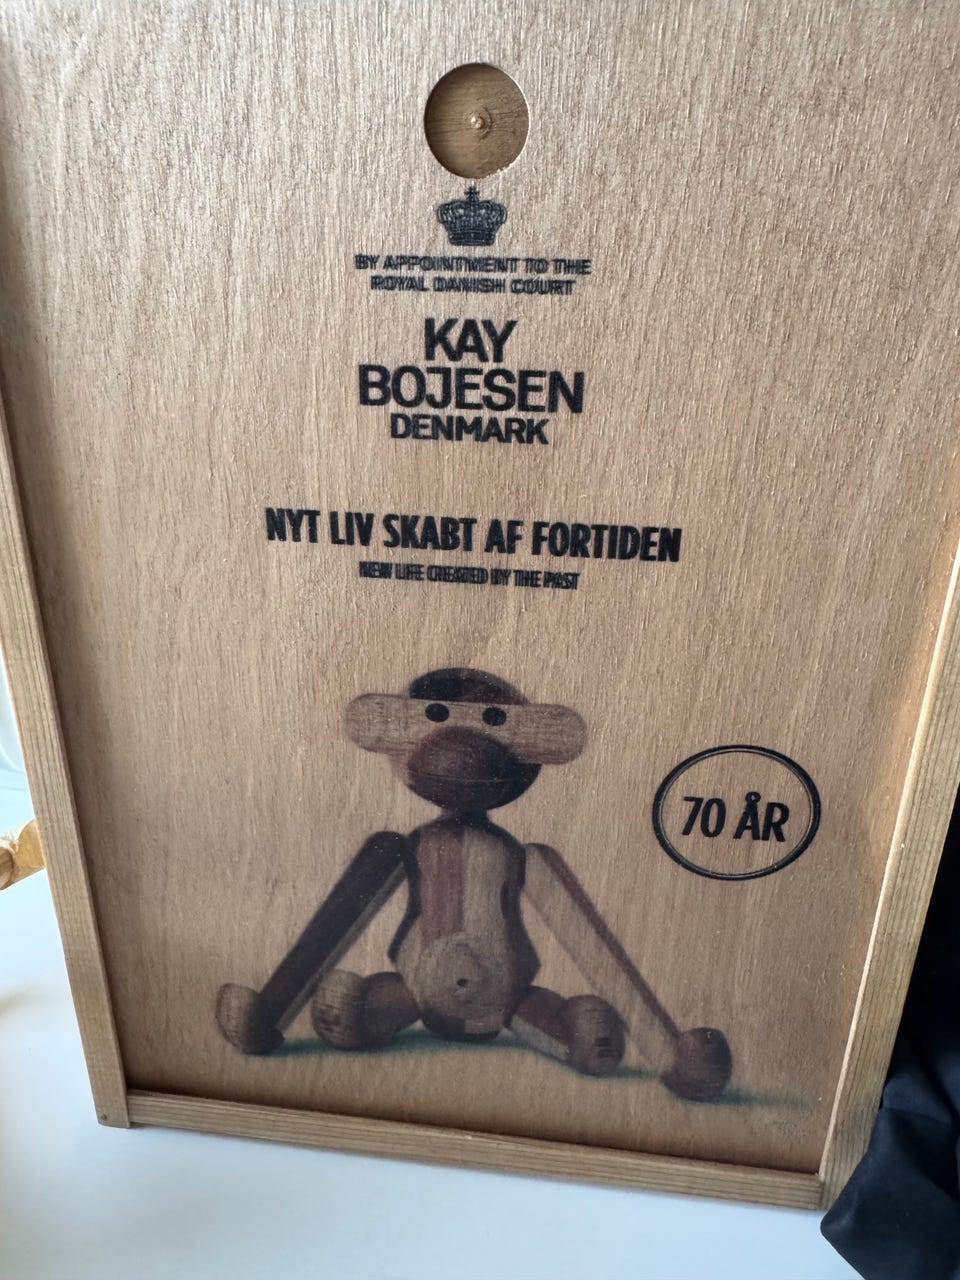 BY APPOINTMENT TO THE
ROYAL DANISH COURT
KAY
BOJESEN
DENMARK
NYT LIV SKABT AF FORTIDEN
NEW LIFE CREATED BY THE PAST
70 ÅR